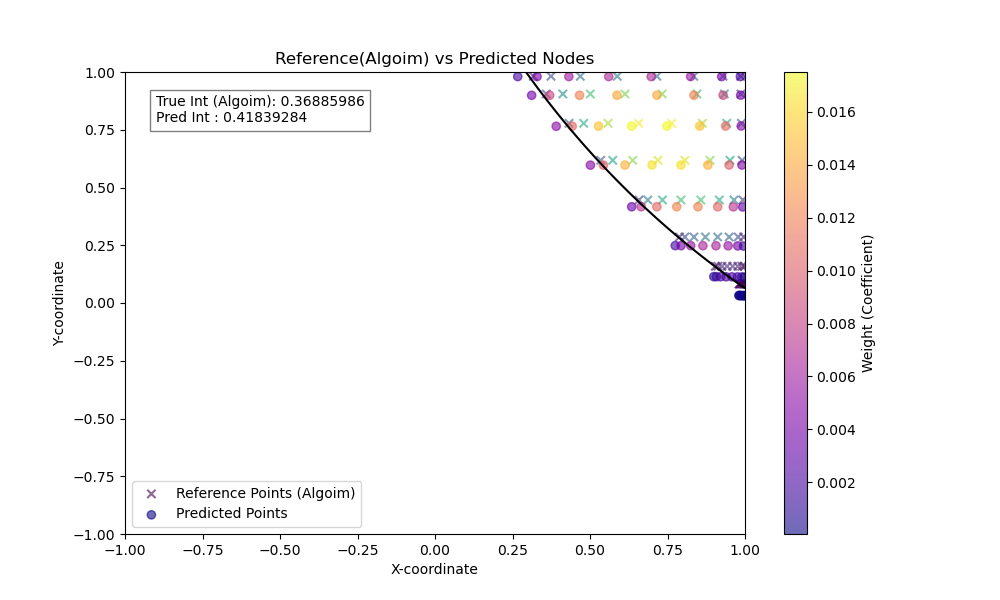 Reference(Algoim) vs Predicted Nodes
True Int (Algoim): 0.36885986
Pred Int : 0.41839284
1.00
0.75
0.50
0.25
0.00
−0.25
−0.50
−0.75
−1.00
Y-coordinate
Reference Points (Algoim)
Predicted Points
−1.00 −0.75 −0.50 −0.25 0.00 0.25 0.50 0.75 1.00
X-coordinate
0.016
0.014
0.012
0.010
0.008
0.006
0.004
0.002
Weight (Coefficient)